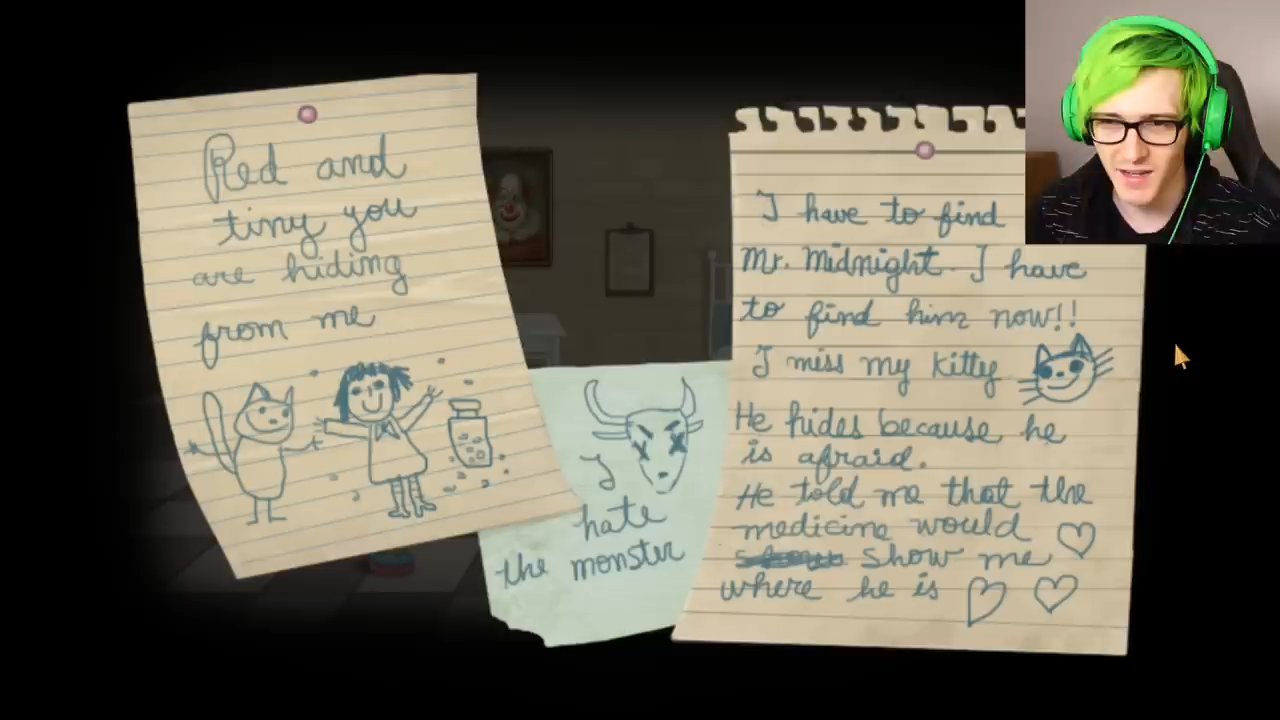 Red and
tiny you
are hiding
from me
I
hate
the monster
I have to find
Mr. Midnight. I have
to find him now!!
I miss my Kitty
He hides because he
is afraid.
He told me that the
medicine would
show me
where he is